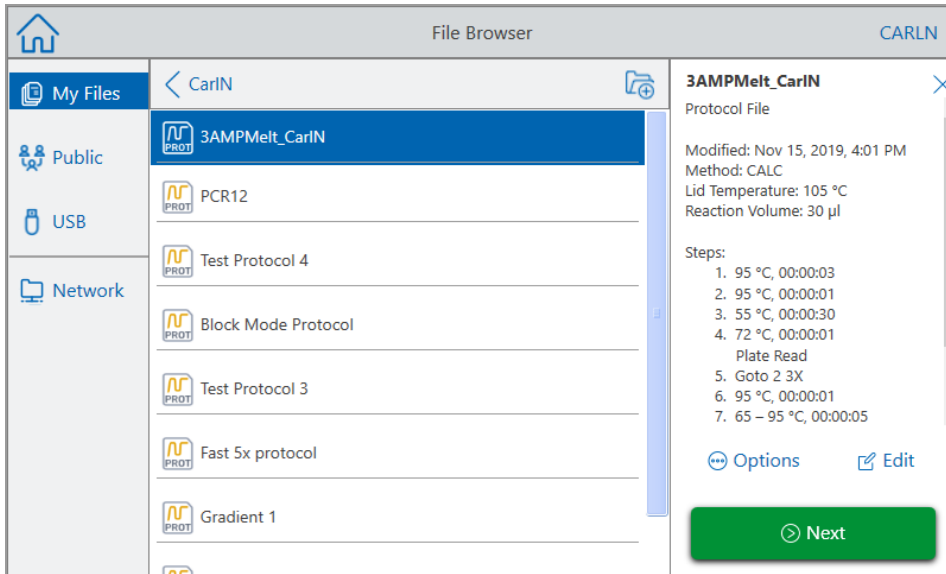 File Browser
CARLN
My Files
Public
USB
Network
CarIN
PROT 3AMPMelt_CarIN
PROT PCR12
PROT Test Protocol 4
PROT Block Mode Protocol
PROT Test Protocol 3
PROT Fast 5x protocol
PROT Gradient 1
3AMPMelt_CarIN
Protocol File
Modified: Nov 15, 2019, 4:01 PM
Method: CALC
Lid Temperature: 105 °C
Reaction Volume: 30 µl
Steps:
1. 95 °C, 00:00:03
2. 95 °C, 00:00:01
3. 55 °C, 00:00:30
4. 72 °C, 00:00:01
Plate Read
5. Goto 2 3X
6. 95 °C, 00:00:01
7. 65 – 95 °C, 00:00:05
Options
Edit
Next